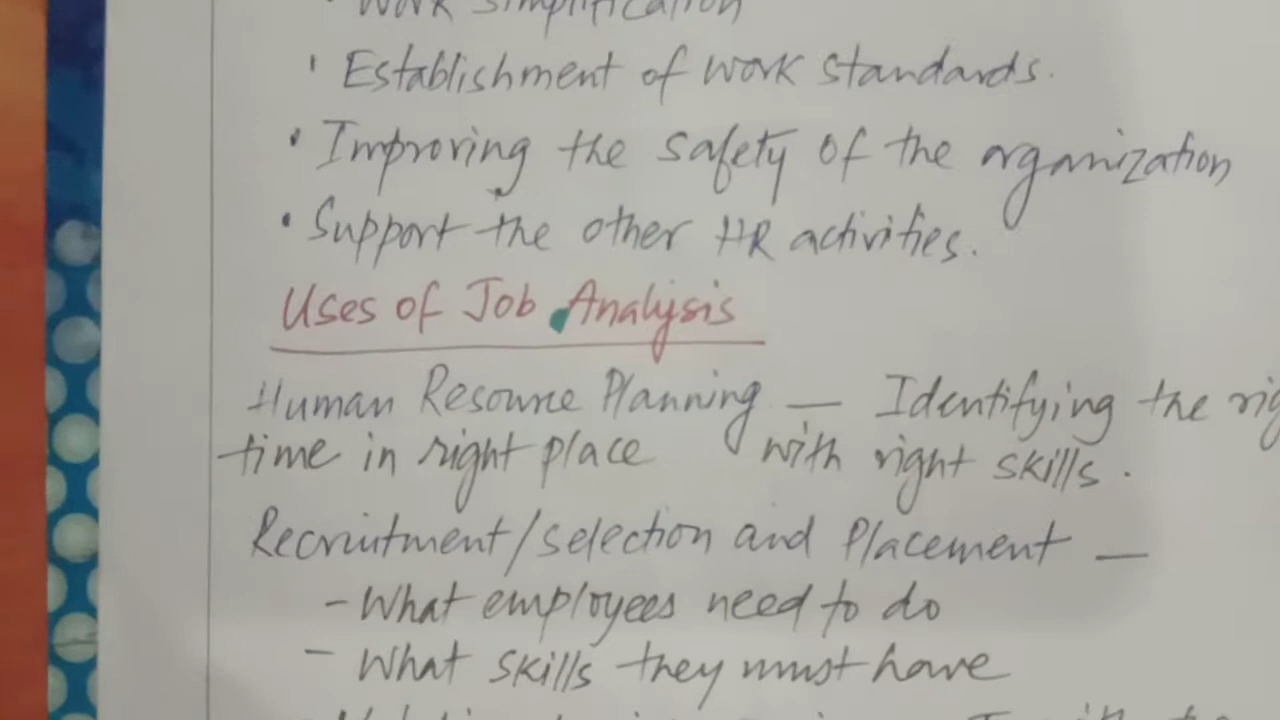 • Work Simplification
• Establishment of work standards.
• Improving the safety of the organization
• Support the other HR activities.
Uses of Job Analysis
Human Resource Planning — Identifying the
time in right place with right skills.
Recruitment/selection and Placement —
- What employees need to do
- What skills they must have